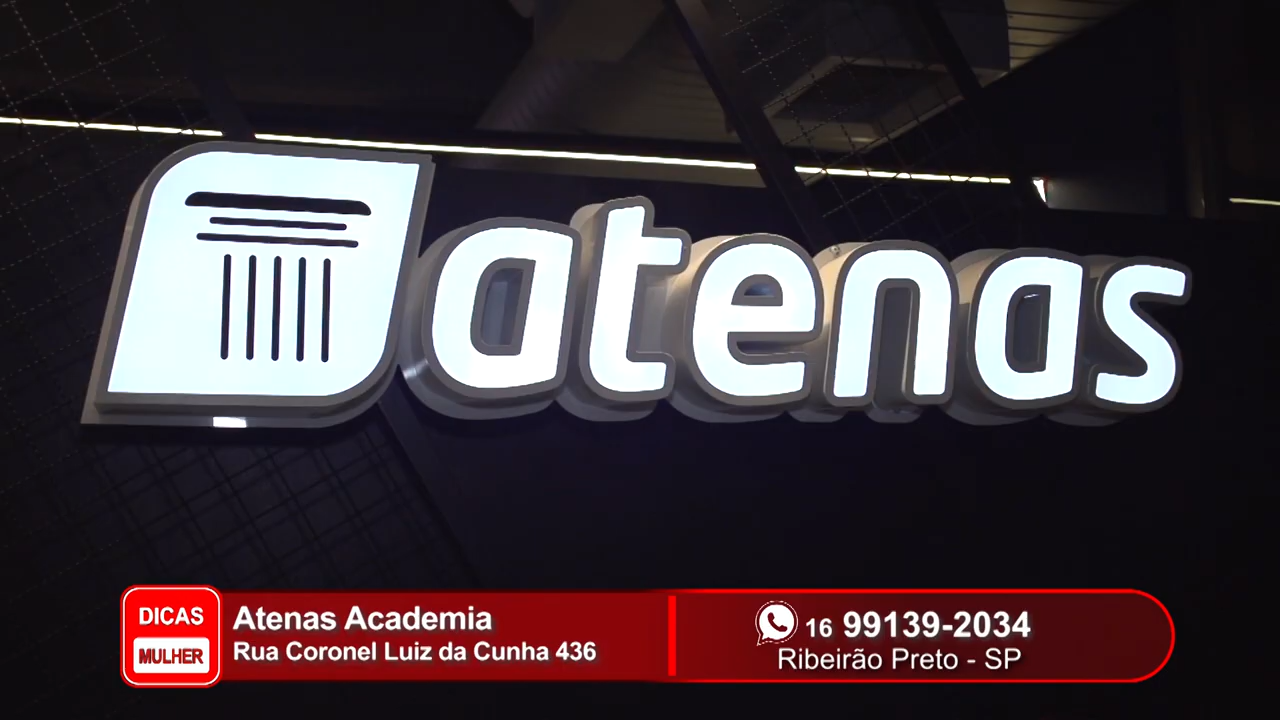 atenas
DICAS
MULHER
Atenas Academia
Rua Coronel Luiz da Cunha 436
16 99139-2034
Ribeirão Preto - SP